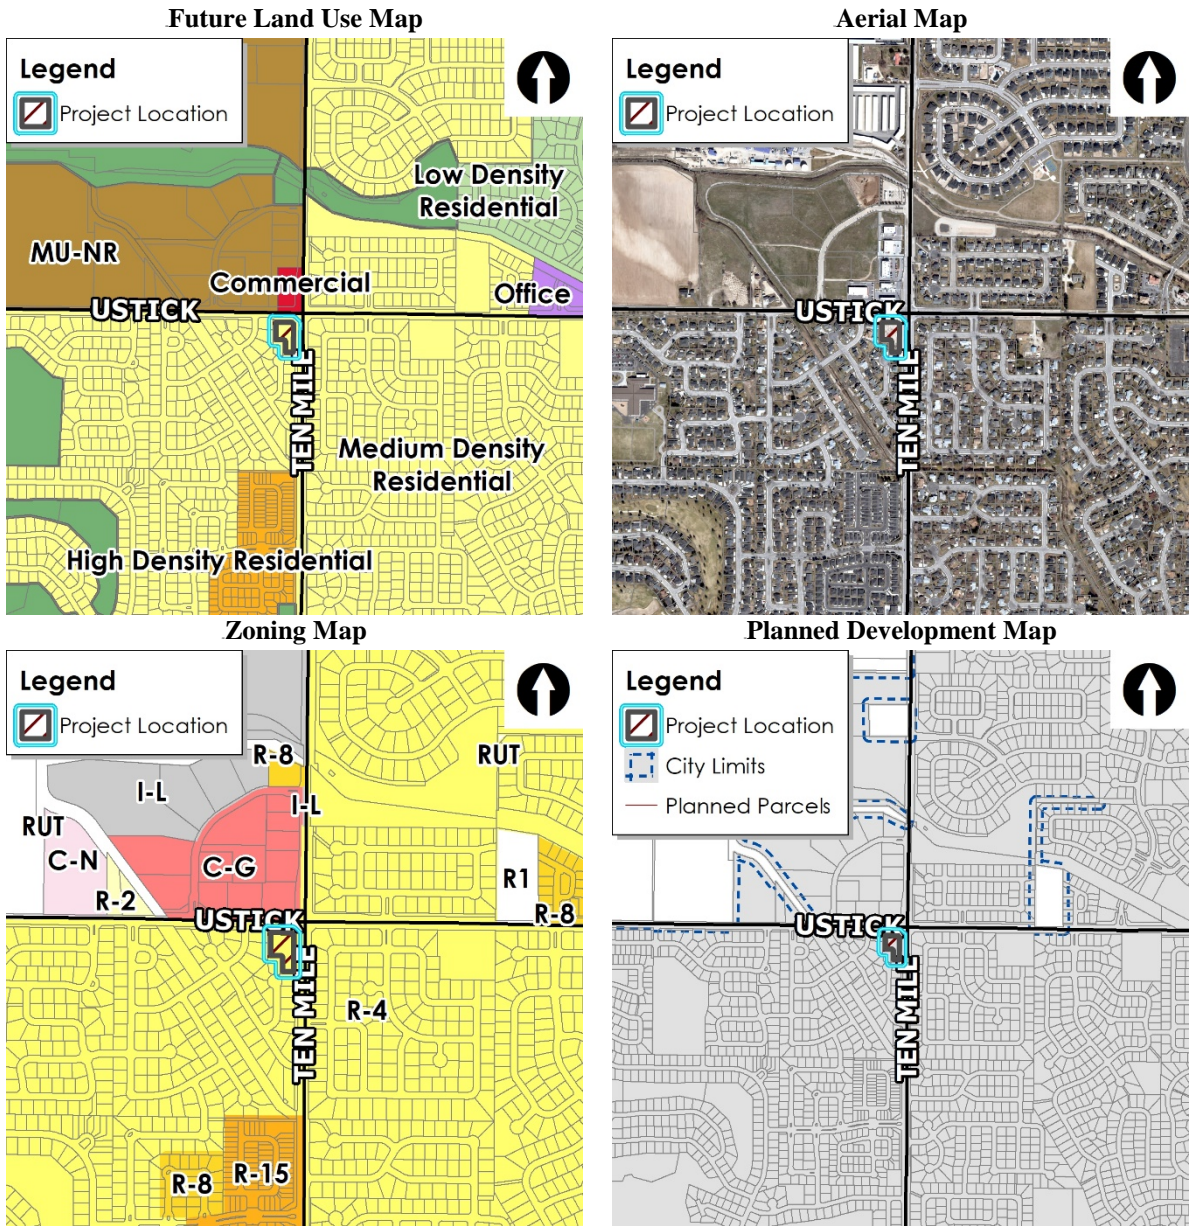 Future Land Use Map
Legend
Project Location
Low Density
Residential
MU-NR
Commercial
Office
USTICK
TEN MILE
Medium Density
Residential
High Density Residential
Aerial Map
Legend
Project Location
USTICK
TEN MILE
Zoning Map
Legend
Project Location
R-8
RUT
I-L
I-L
RUT
C-N
C-G
R-2
R1
R-8
USTICK
TEN MILE
R-4
R-15
R-8
Planned Development Map
Legend
Project Location
City Limits
Planned Parcels
USTICK
TEN MILE